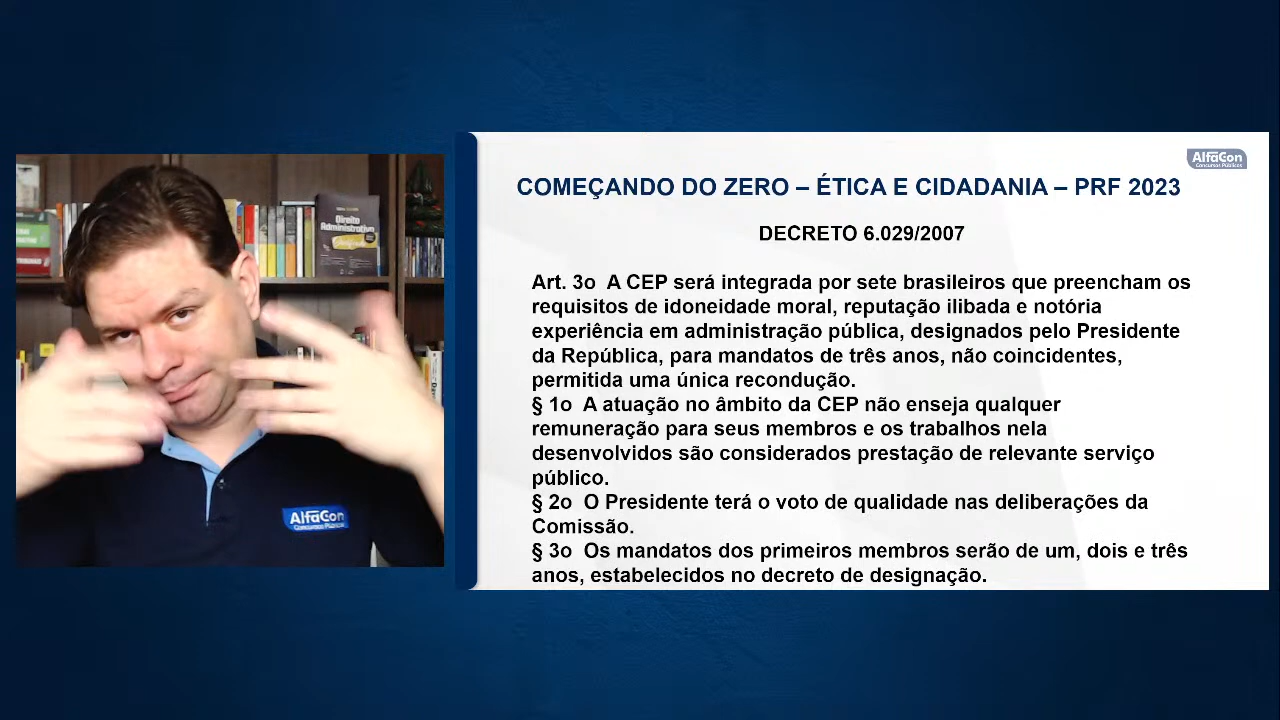 AlfaCon
Concursos Públicos
COMEÇANDO DO ZERO – ÉTICA E CIDADANIA – PRF 2023
DECRETO 6.029/2007
Art. 3o A CEP será integrada por sete brasileiros que preencham os
requisitos de idoneidade moral, reputação ilibada e notória
experiência em administração pública, designados pelo Presidente
da República, para mandatos de três anos, não coincidentes,
permitida uma única recondução.
§ 1o A atuação no âmbito da CEP não enseja qualquer
remuneração para seus membros e os trabalhos nela
desenvolvidos são considerados prestação de relevante serviço
público.
§ 2o O Presidente terá o voto de qualidade nas deliberações da
Comissão.
§ 3o Os mandatos dos primeiros membros serão de um, dois e três
anos, estabelecidos no decreto de designação.
Direito
Administrativo
AlfaCon
Concursos Públicos